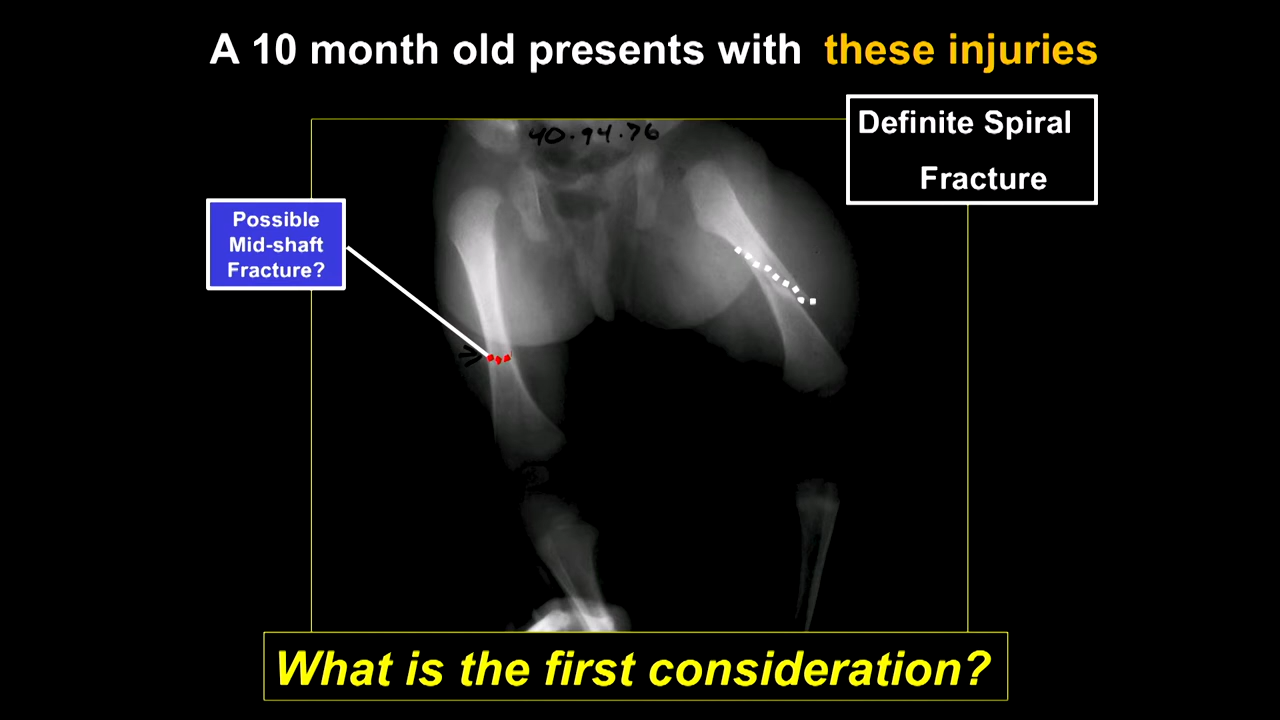 A 10 month old presents with these injuries
Definite Spiral
Fracture
40.94.76
Possible
Mid-shaft
Fracture?
What is the first consideration?